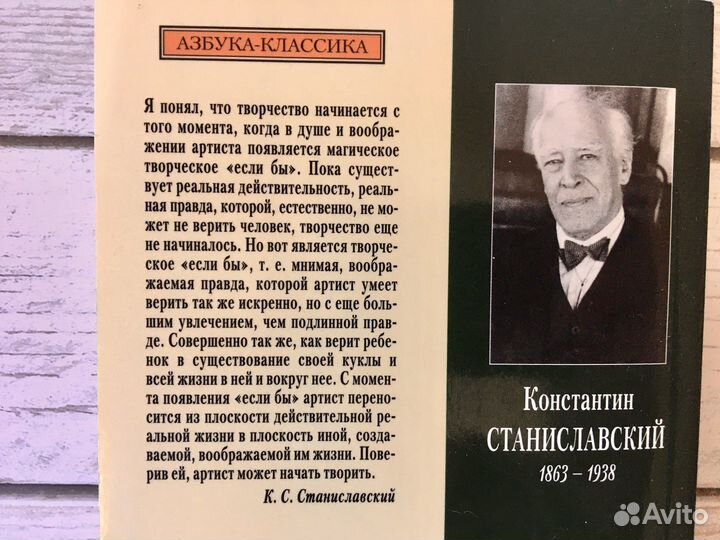 АЗБУКА-КЛАССИКА
Я понял, что творчество начинается с
того момента, когда в душе и вообра-
жении артиста появляется магическое
творческое «если бы». Пока сущест-
вует реальная действительность, реаль-
ная правда, которой, естественно, не мо-
жет не верить человек, творчество еще
не начиналось. Но вот является творче-
ское «если бы», т. е. мнимая, вообра-
жаемая правда, которой артист умеет
верить так же искренно, но с еще боль-
шим увлечением, чем подлинной прав-
де. Совершенно так же, как верит ребе-
нок в существование своей куклы и
всей жизни в ней и вокруг нее. С момен-
та появления «если бы» артист перено-
сится из плоскости действительной ре-
альной жизни в плоскость иной, созда-
ваемой, воображаемой им жизни. Пове-
рив ей, артист может начать творить.
К. С. Станиславский
Константин
СТАНИСЛАВСКИЙ
1863 – 1938
Avito